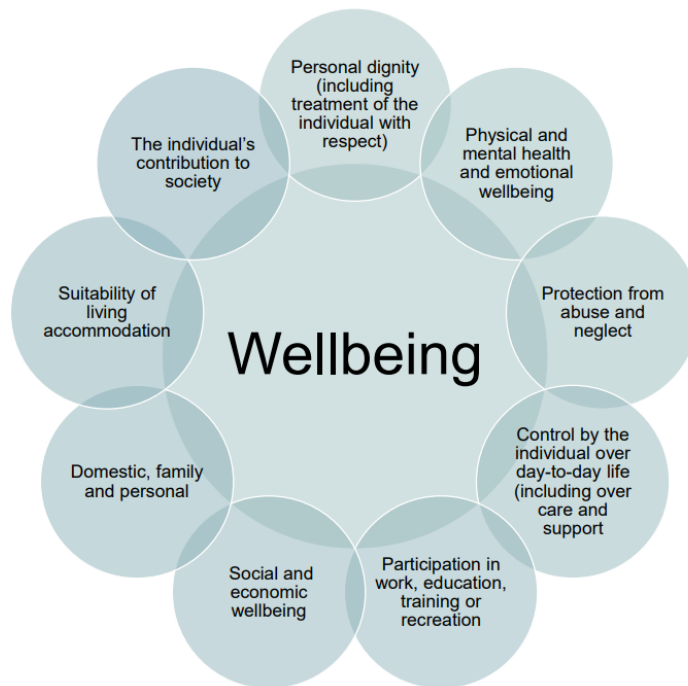 Personal dignity
(including
treatment of the
individual with
respect)
Physical and
mental health
and emotional
wellbeing
Protection from
abuse and
neglect
Control by the
individual over
day-to-day life
(including over
care and
support
Participation in
work, education,
training or
recreation
Social and
economic
wellbeing
Domestic, family
and personal
Suitability of
living
accommodation
The individual’s
contribution to
society
Wellbeing